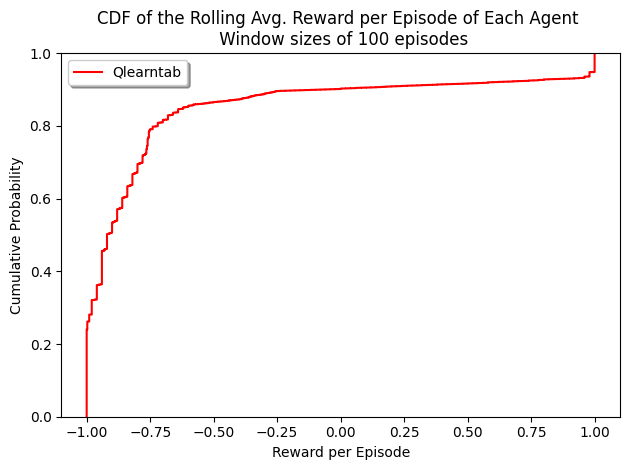 CDF of the Rolling Avg. Reward per Episode of Each Agent
Window sizes of 100 episodes
Qlearntab
Cumulative Probability
1.0
0.8
0.6
0.4
0.2
0.0
−1.00 −0.75 −0.50 −0.25 0.00 0.25 0.50 0.75 1.00
Reward per Episode